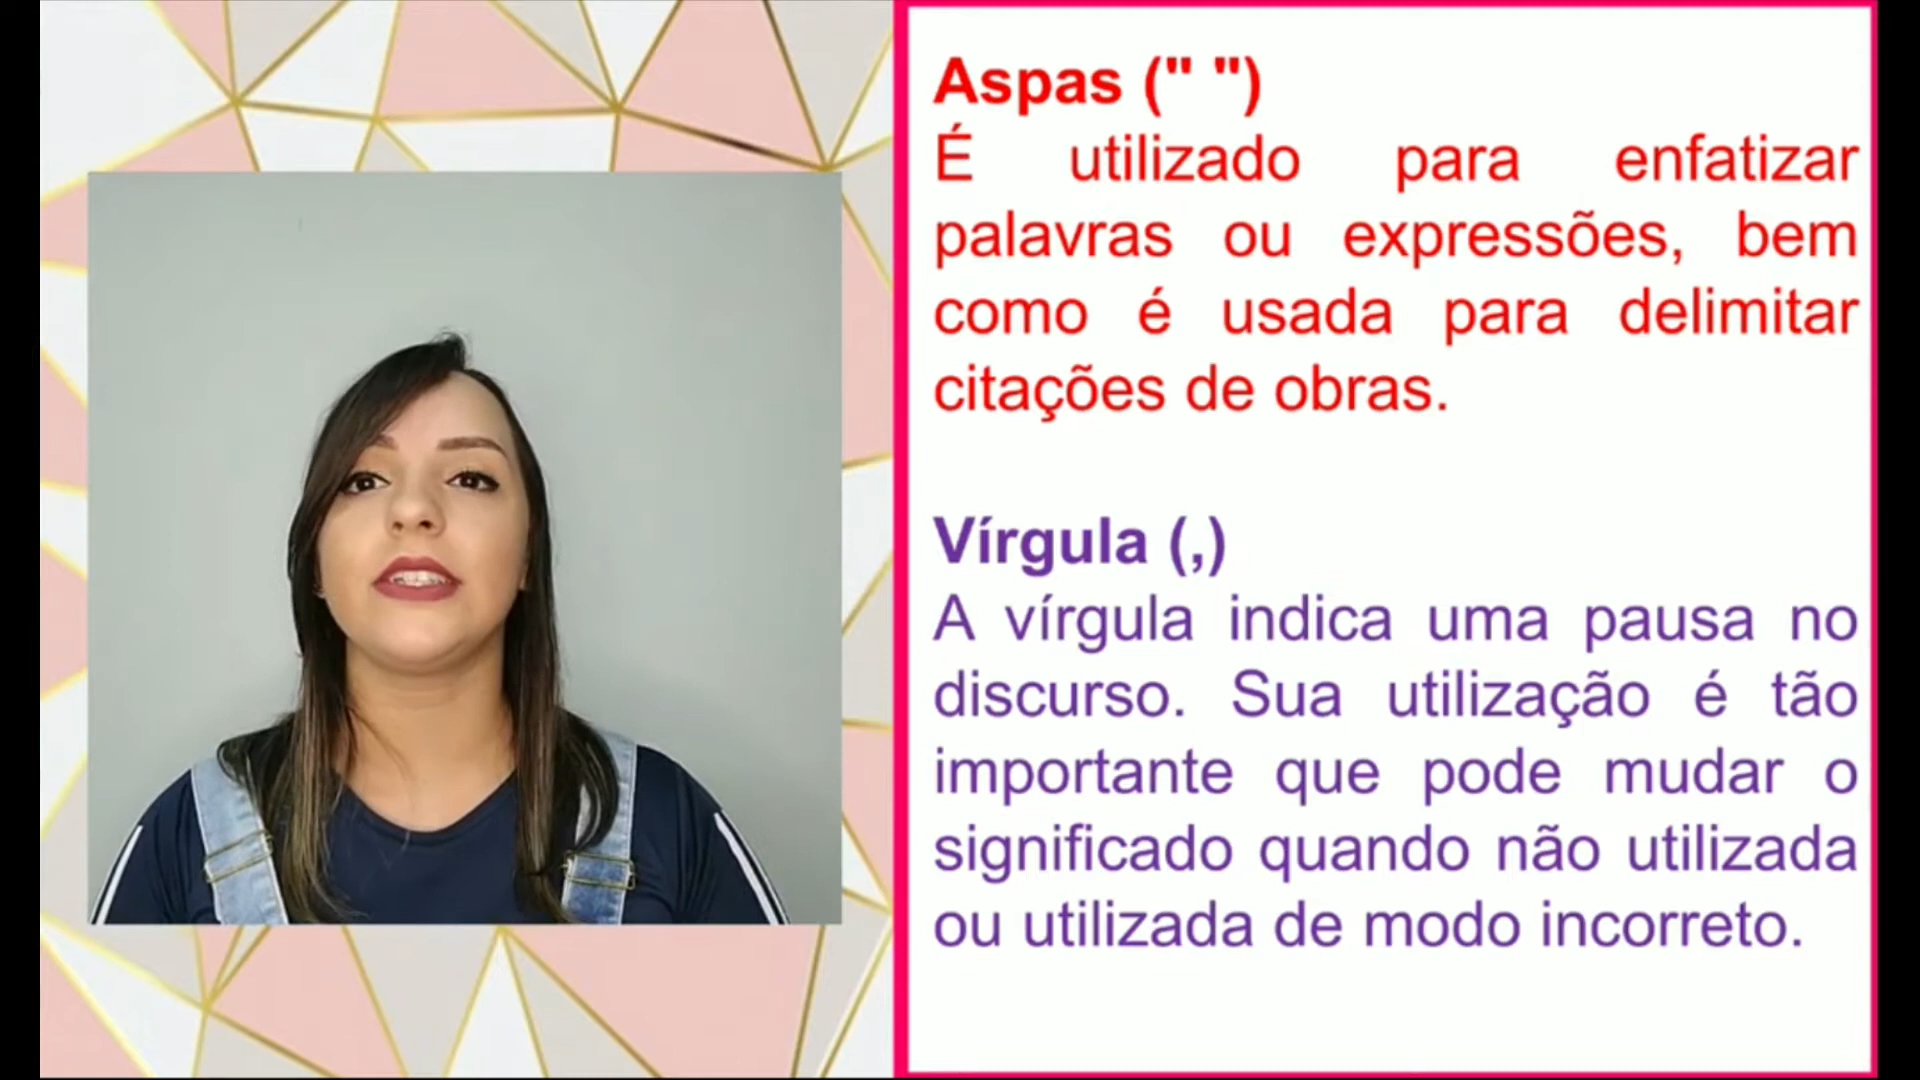 Aspas (" ")
É utilizado para enfatizar
palavras ou expressões, bem
como é usada para delimitar
citações de obras.
Vírgula (,)
A vírgula indica uma pausa no
discurso. Sua utilização é tão
importante que pode mudar o
significado quando não utilizada
ou utilizada de modo incorreto.